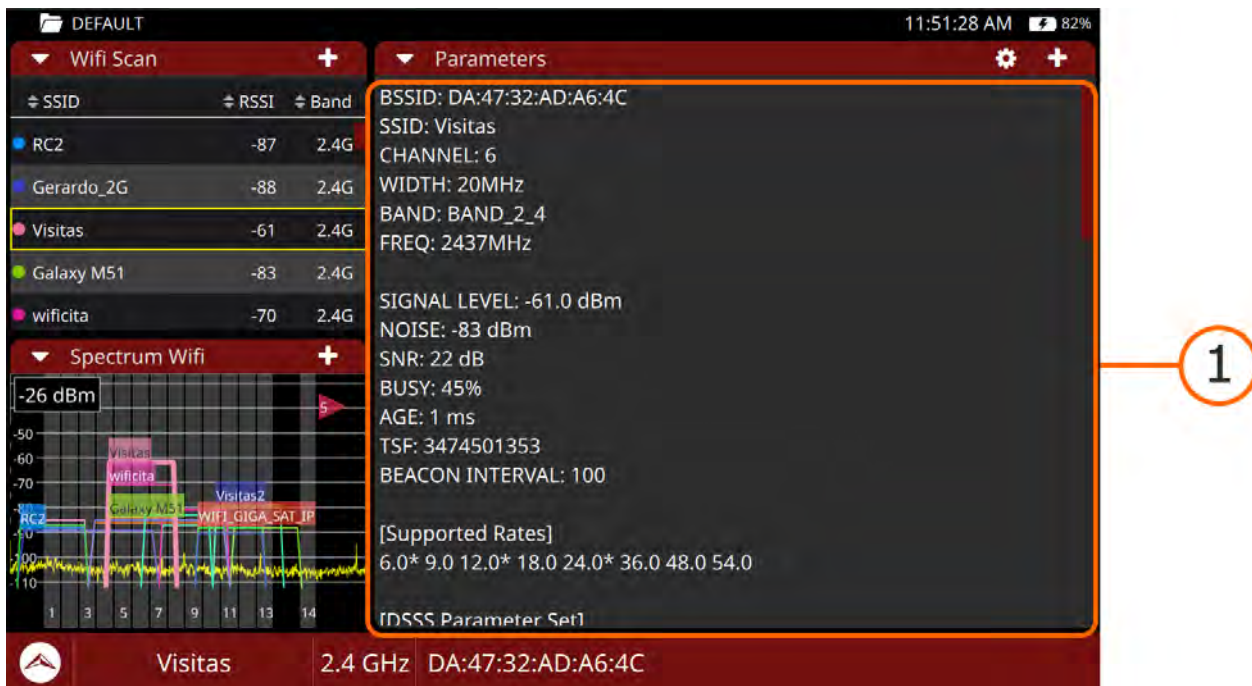 DEFAULT
11:51:28 AM 82%
Wifi Scan
SSID RSSI Band
RC2 -87 2.4G
Gerardo_2G -88 2.4G
Visitas -61 2.4G
Galaxy M51 -83 2.4G
wificita -70 2.4G
Spectrum Wifi
-26 dBm
S
-50
-60
-70
-80
-90
-100
-110
Visitas
wificita
Galaxy M51
Visitas2
RC2
WIFI_GIGA_SAT_IP
1 3 5 7 9 11 13 14
Parameters
BSSID: DA:47:32:AD:A6:4C
SSID: Visitas
CHANNEL: 6
WIDTH: 20MHz
BAND: BAND_2_4
FREQ: 2437MHz
SIGNAL LEVEL: -61.0 dBm
NOISE: -83 dBm
SNR: 22 dB
BUSY: 45%
AGE: 1 ms
TSF: 3474501353
BEACON INTERVAL: 100
[Supported Rates]
6.0* 9.0 12.0* 18.0 24.0* 36.0 48.0 54.0
[DSSS Parameter Set]
1
Visitas 2.4 GHz DA:47:32:AD:A6:4C